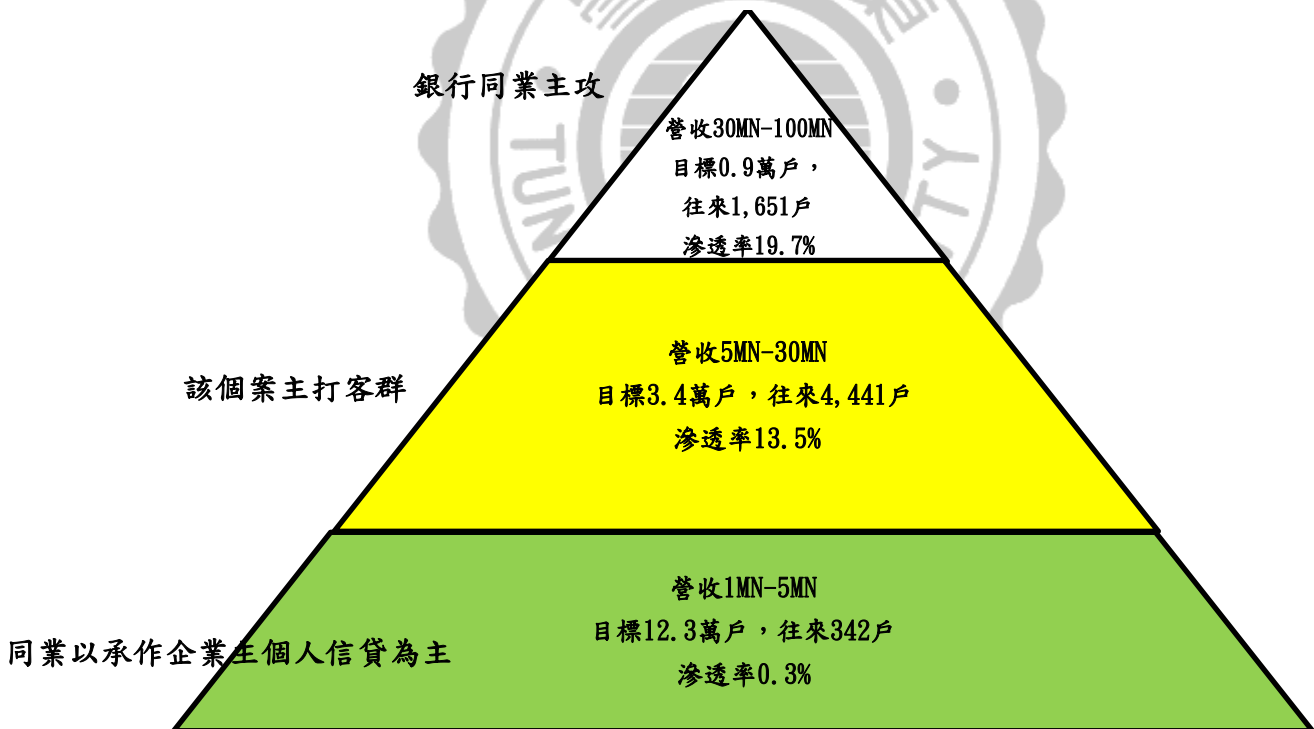 銀行同業主攻
營收30MN-100MN
目標0.9萬戶，
往來1,651戶
滲透率19.7%
該個案主打客群
營收5MN-30MN
目標3.4萬戶，往來4,441戶
滲透率13.5%
同業以承作企業主個人信貸為主
營收1MN-5MN
目標12.3萬戶，往來342戶
滲透率0.3%